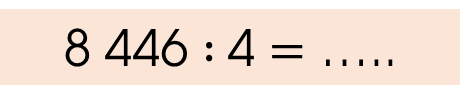 8 446 : 4 = .....